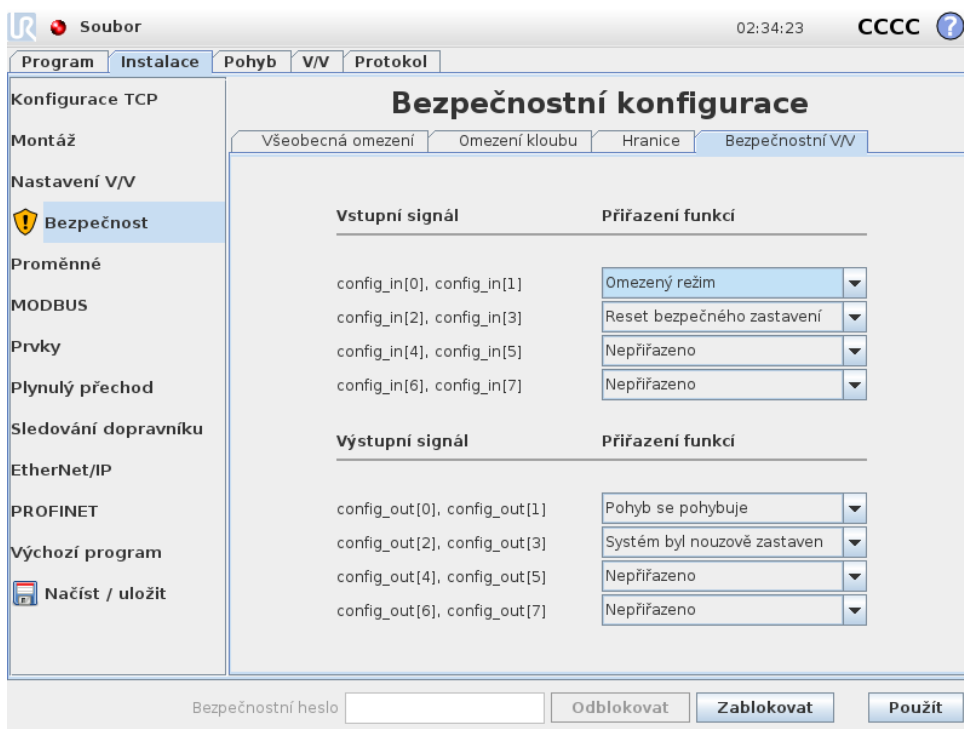 UR Soubor 02:34:23 CCCC ?
Program Instalace Pohyb V/V Protokol
Konfigurace TCP
Montáž
Nastavení V/V
Bezpečnost
Proměnné
MODBUS
Prvky
Plynulý přechod
Sledování dopravníku
EtherNet/IP
PROFINET
Výchozí program
Načíst / uložit
Bezpečnostní konfigurace
Všeobecná omezení Omezení kloubu Hranice Bezpečnostní V/V
Vstupní signál Přiřazení funkcí
config_in[0], config_in[1] Omezený režim
config_in[2], config_in[3] Reset bezpečného zastavení
config_in[4], config_in[5] Nepřiřazeno
config_in[6], config_in[7] Nepřiřazeno
Výstupní signál Přiřazení funkcí
config_out[0], config_out[1] Pohyb se pohybuje
config_out[2], config_out[3] Systém byl nouzově zastaven
config_out[4], config_out[5] Nepřiřazeno
config_out[6], config_out[7] Nepřiřazeno
Bezpečnostní heslo Odblokovat Zablokovat Použít